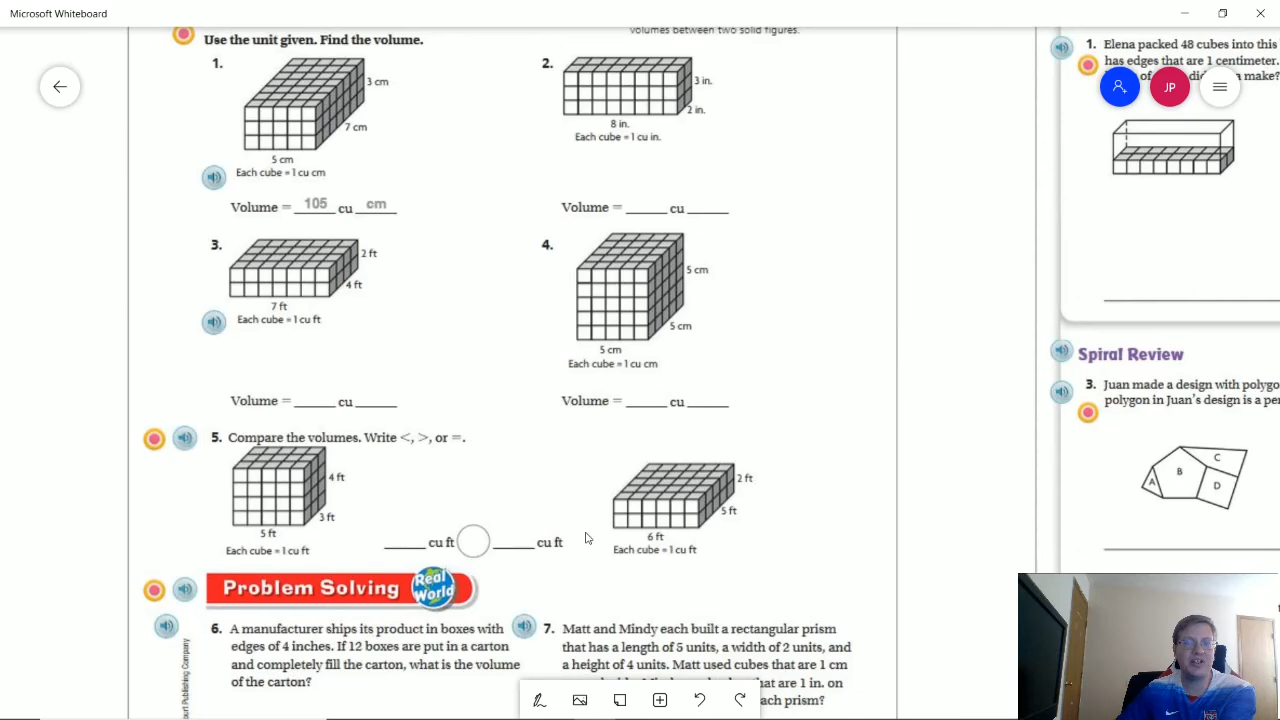 Microsoft Whiteboard
volumes between two solid figures.
Use the unit given. Find the volume.
1.
3 cm
7 cm
5 cm
Each cube = 1 cu cm
Volume = 105 cu cm
2.
3 in.
2 in.
8 in.
Each cube = 1 cu in.
Volume = ______ cu ______
3.
2 ft
4 ft
7 ft
Each cube = 1 cu ft
Volume = ______ cu ______
4.
5 cm
5 cm
5 cm
Each cube = 1 cu cm
Volume = ______ cu ______
5. Compare the volumes. Write <, >, or =.
4 ft
3 ft
5 ft
Each cube = 1 cu ft
______ cu ft ______ cu ft
2 ft
5 ft
6 ft
Each cube = 1 cu ft
Problem Solving Real World
6. A manufacturer ships its product in boxes with
edges of 4 inches. If 12 boxes are put in a carton
and completely fill the carton, what is the volume
of the carton?
7. Matt and Mindy each built a rectangular prism
that has a length of 5 units, a width of 2 units, and
a height of 4 units. Matt used cubes that are 1 cm
that are 1 in. on
each prism?
ourt Publishing Company
1. Elena packed 48 cubes into this
has edges that are 1 centimeter.
make?
JP
Spiral Review
3. Juan made a design with polygo
polygon in Juan's design is a pe
A
B
C
D